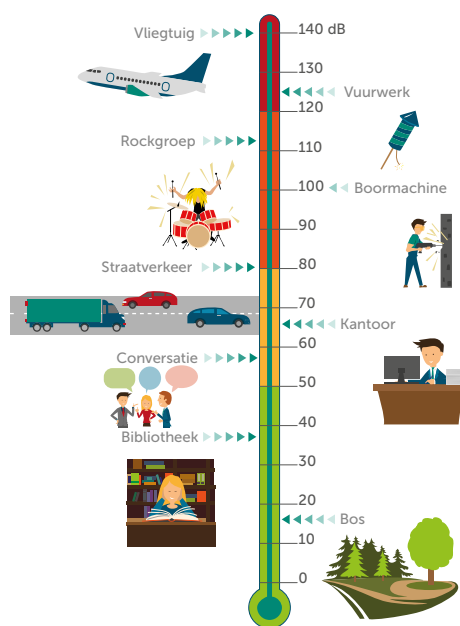 Vliegtuig
140 dB
130
Vuurwerk
120
Rockgroep
110
100
Boormachine
90
Straatverkeer
80
70
Kantoor
60
Conversatie
50
Bibliotheek
40
30
20
Bos
10
0